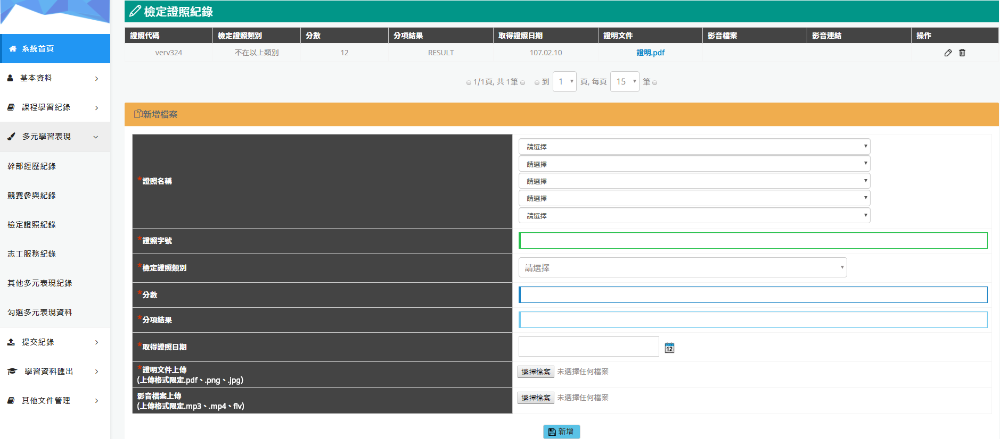 檢定證照紀錄
證照代碼 檢定證照類別 分數 分項結果 取得證照日期 證明文件 影音檔案 影音連結 操作
verv324 不在以上類別 12 RESULT 107.02.10 證明.pdf
1/1頁, 共 1筆 到 1 頁, 每頁 15 筆
系統首頁
基本資料
課程學習紀錄
多元學習表現
幹部經歷紀錄
競賽參與紀錄
檢定證照紀錄
志工服務紀錄
其他多元表現紀錄
勾選多元表現資料
提交紀錄
學習資料匯出
其他文件管理
新增檔案
*證照名稱
請選擇
請選擇
請選擇
請選擇
請選擇
*證照字號
*檢定證照類別 請選擇
*分數
*分項結果
*取得證照日期 12
*證明文件上傳
(上傳格式限定.pdf、.png、.jpg)
選擇檔案 未選擇任何檔案
影音檔案上傳
(上傳格式限定.mp3、.mp4、flv)
選擇檔案 未選擇任何檔案
新增